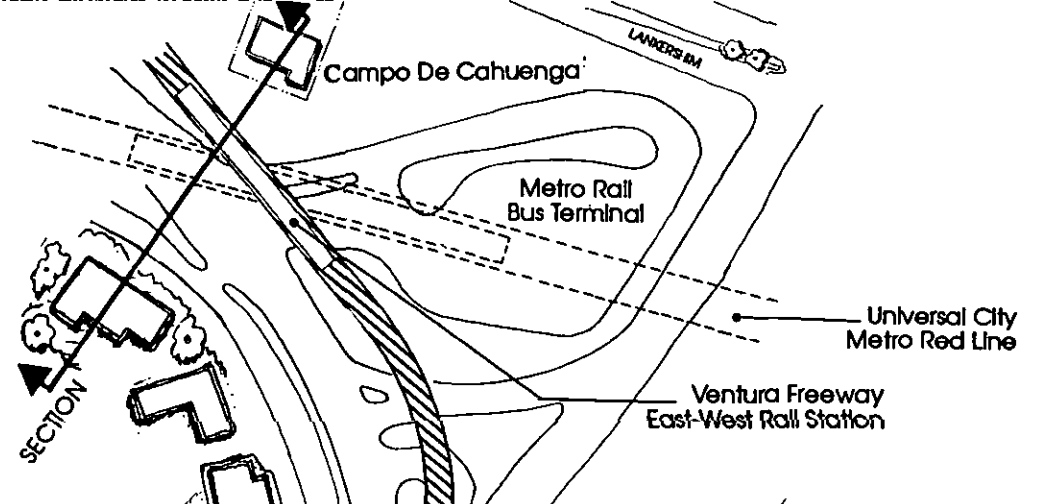 LANKERSHIM
Campo De Cahuenga
Metro Rail
Bus Terminal
Universal City
Metro Red Line
Ventura Freeway
East-West Rail Station
SECTION